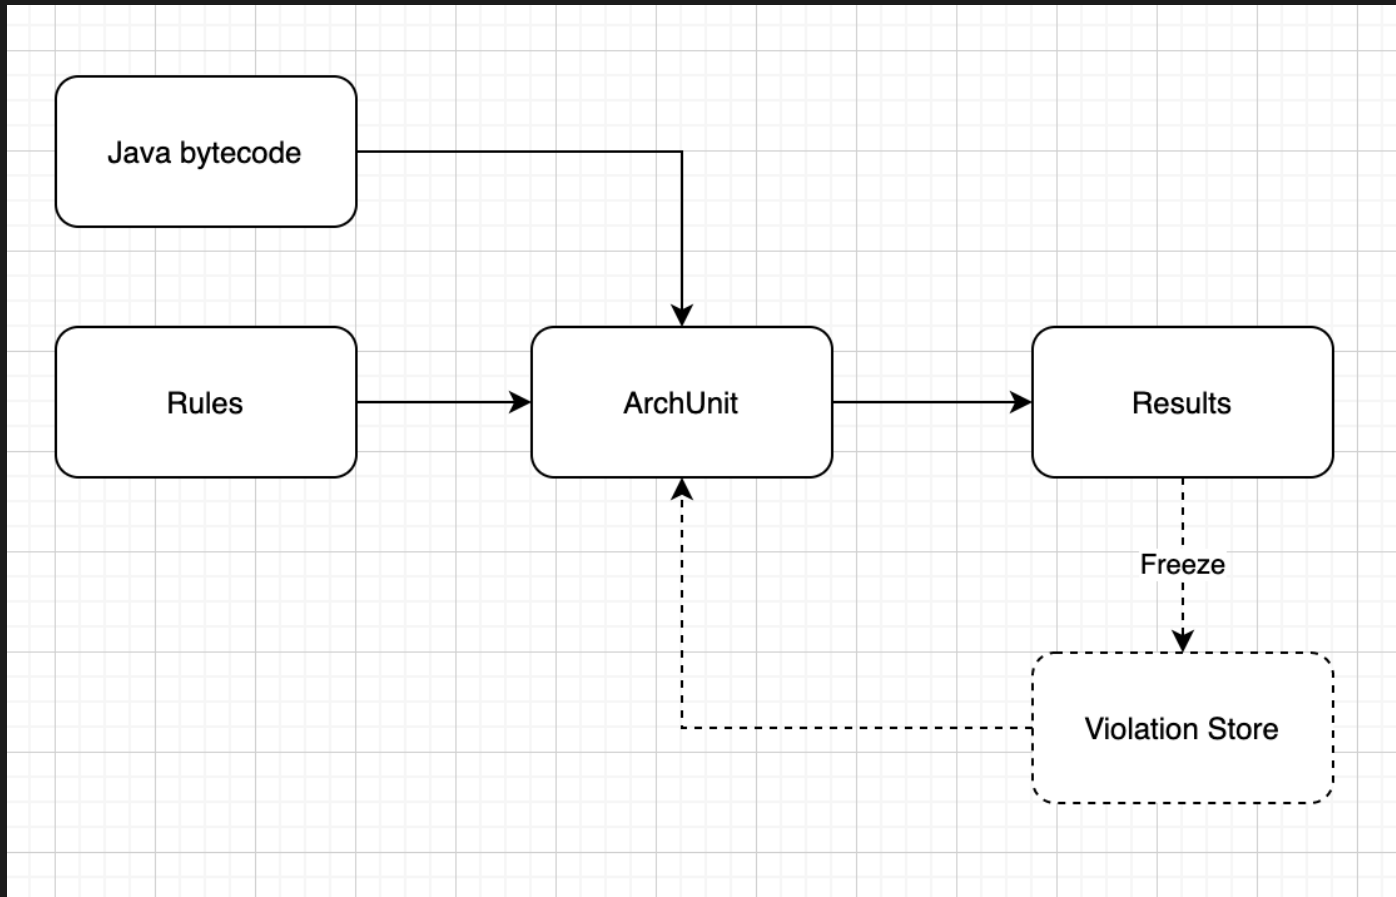 Java bytecode
Rules
ArchUnit
Results
Freeze
Violation Store